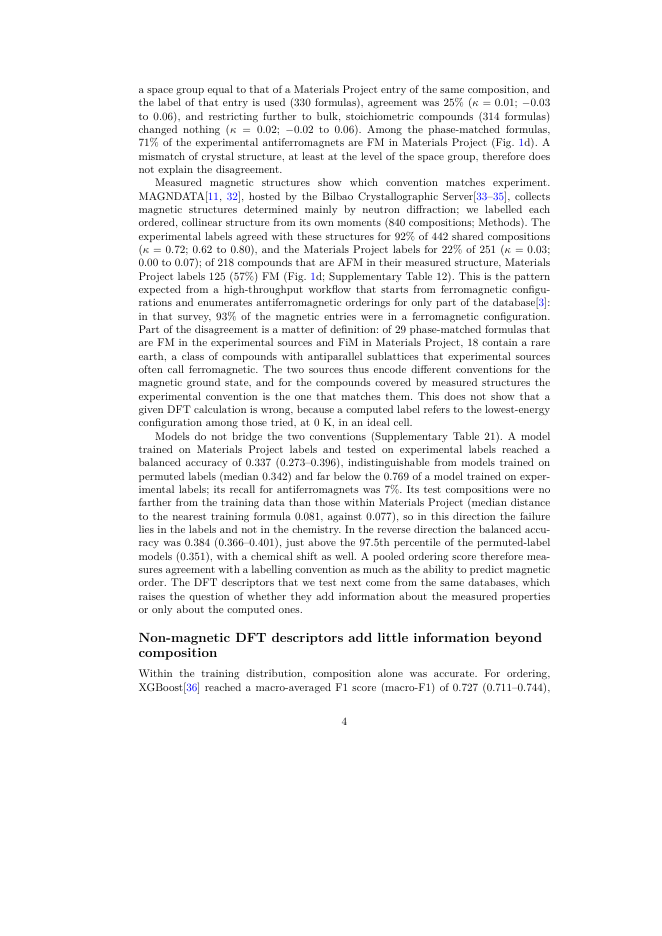 a space group equal to that of a Materials Project entry of the same composition, and
the label of that entry is used (330 formulas), agreement was 25% (κ = 0.01; −0.03
to 0.06), and restricting further to bulk, stoichiometric compounds (314 formulas)
changed nothing (κ = 0.02; −0.02 to 0.06). Among the phase-matched formulas,
71% of the experimental antiferromagnets are FM in Materials Project (Fig. 1d). A
mismatch of crystal structure, at least at the level of the space group, therefore does
not explain the disagreement.
Measured magnetic structures show which convention matches experiment.
MAGNDATA[11, 32], hosted by the Bilbao Crystallographic Server[33–35], collects
magnetic structures determined mainly by neutron diffraction; we labelled each
ordered, collinear structure from its own moments (840 compositions; Methods). The
experimental labels agreed with these structures for 92% of 442 shared compositions
(κ = 0.72; 0.62 to 0.80), and the Materials Project labels for 22% of 251 (κ = 0.03;
0.00 to 0.07); of 218 compounds that are AFM in their measured structure, Materials
Project labels 125 (57%) FM (Fig. 1d; Supplementary Table 12). This is the pattern
expected from a high-throughput workflow that starts from ferromagnetic configu-
rations and enumerates antiferromagnetic orderings for only part of the database[3]:
in that survey, 93% of the magnetic entries were in a ferromagnetic configuration.
Part of the disagreement is a matter of definition: of 29 phase-matched formulas that
are FM in the experimental sources and FiM in Materials Project, 18 contain a rare
earth, a class of compounds with antiparallel sublattices that experimental sources
often call ferromagnetic. The two sources thus encode different conventions for the
magnetic ground state, and for the compounds covered by measured structures the
experimental convention is the one that matches them. This does not show that a
given DFT calculation is wrong, because a computed label refers to the lowest-energy
configuration among those tried, at 0 K, in an ideal cell.
Models do not bridge the two conventions (Supplementary Table 21). A model
trained on Materials Project labels and tested on experimental labels reached a
balanced accuracy of 0.337 (0.273–0.396), indistinguishable from models trained on
permuted labels (median 0.342) and far below the 0.769 of a model trained on exper-
imental labels; its recall for antiferromagnets was 7%. Its test compositions were no
farther from the training data than those within Materials Project (median distance
to the nearest training formula 0.081, against 0.077), so in this direction the failure
lies in the labels and not in the chemistry. In the reverse direction the balanced accu-
racy was 0.384 (0.366–0.401), just above the 97.5th percentile of the permuted-label
models (0.351), with a chemical shift as well. A pooled ordering score therefore mea-
sures agreement with a labelling convention as much as the ability to predict magnetic
order. The DFT descriptors that we test next come from the same databases, which
raises the question of whether they add information about the measured properties
or only about the computed ones.
Non-magnetic DFT descriptors add little information beyond
composition
Within the training distribution, composition alone was accurate. For ordering,
XGBoost[36] reached a macro-averaged F1 score (macro-F1) of 0.727 (0.711–0.744),
4